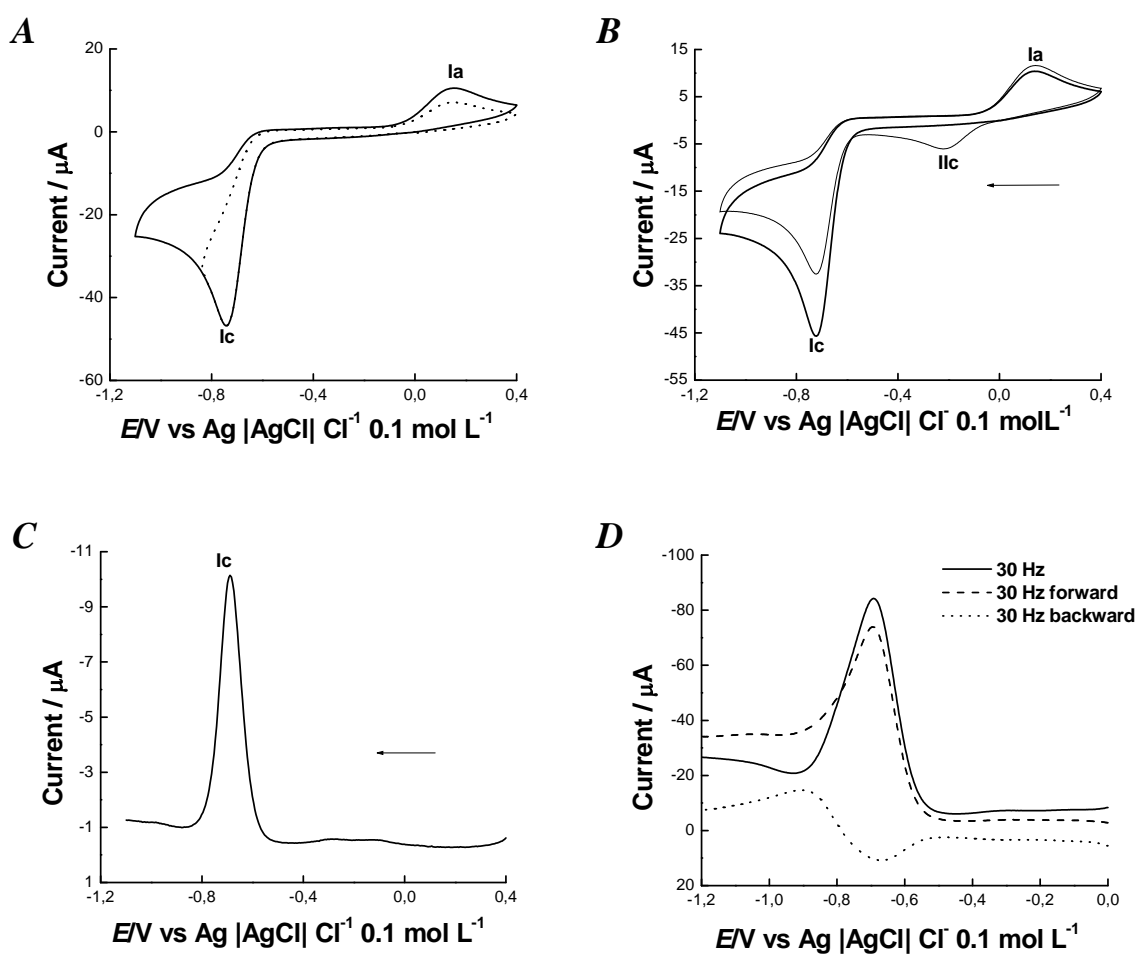 A
20
0
-20
-40
-60
Current / µA
Ia
Ic
-1,2
-0,8
-0,4
0,0
0,4
E/V vs Ag |AgCl| Cl⁻¹ 0.1 mol L⁻¹
B
15
5
-5
-15
-25
-35
-45
-55
Current / µA
Ia
IIc
Ic
-1,2
-0,8
-0,4
0,0
0,4
E/V vs Ag |AgCl| Cl⁻ 0.1 molL⁻¹
C
-11
-9
-7
-5
-3
-1
1
Current / µA
Ic
-1,2
-0,8
-0,4
0,0
0,4
E/V vs Ag |AgCl| Cl⁻¹ 0.1 mol L⁻¹
D
-100
-80
-60
-40
-20
0
20
Current / µA
30 Hz
30 Hz forward
30 Hz backward
-1,2
-1,0
-0,8
-0,6
-0,4
-0,2
0,0
E/V vs Ag |AgCl| Cl⁻ 0.1 mol L⁻¹